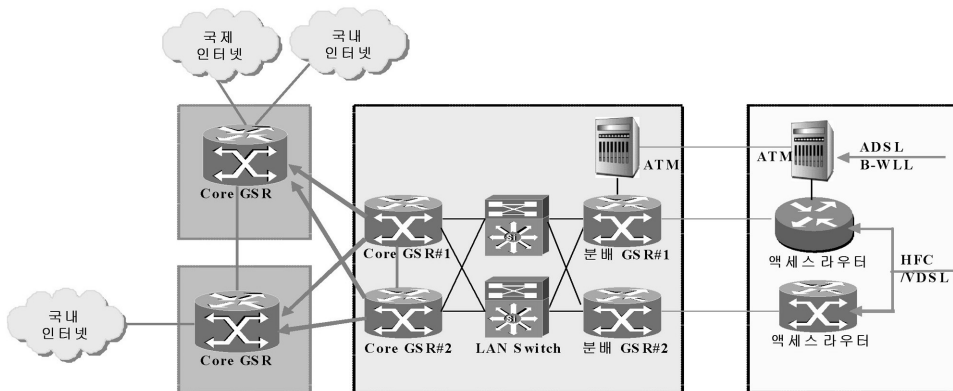 국제
인터넷
국내
인터넷
Core GSR
Core GSR
국내
인터넷
Core GSR#1
Core GSR#2
SI
SI
LAN Switch
ATM
분배 GSR#1
분배 GSR#2
ATM
ADSL
B-WLL
액세스라우터
HFC
/VDSL
액세스라우터